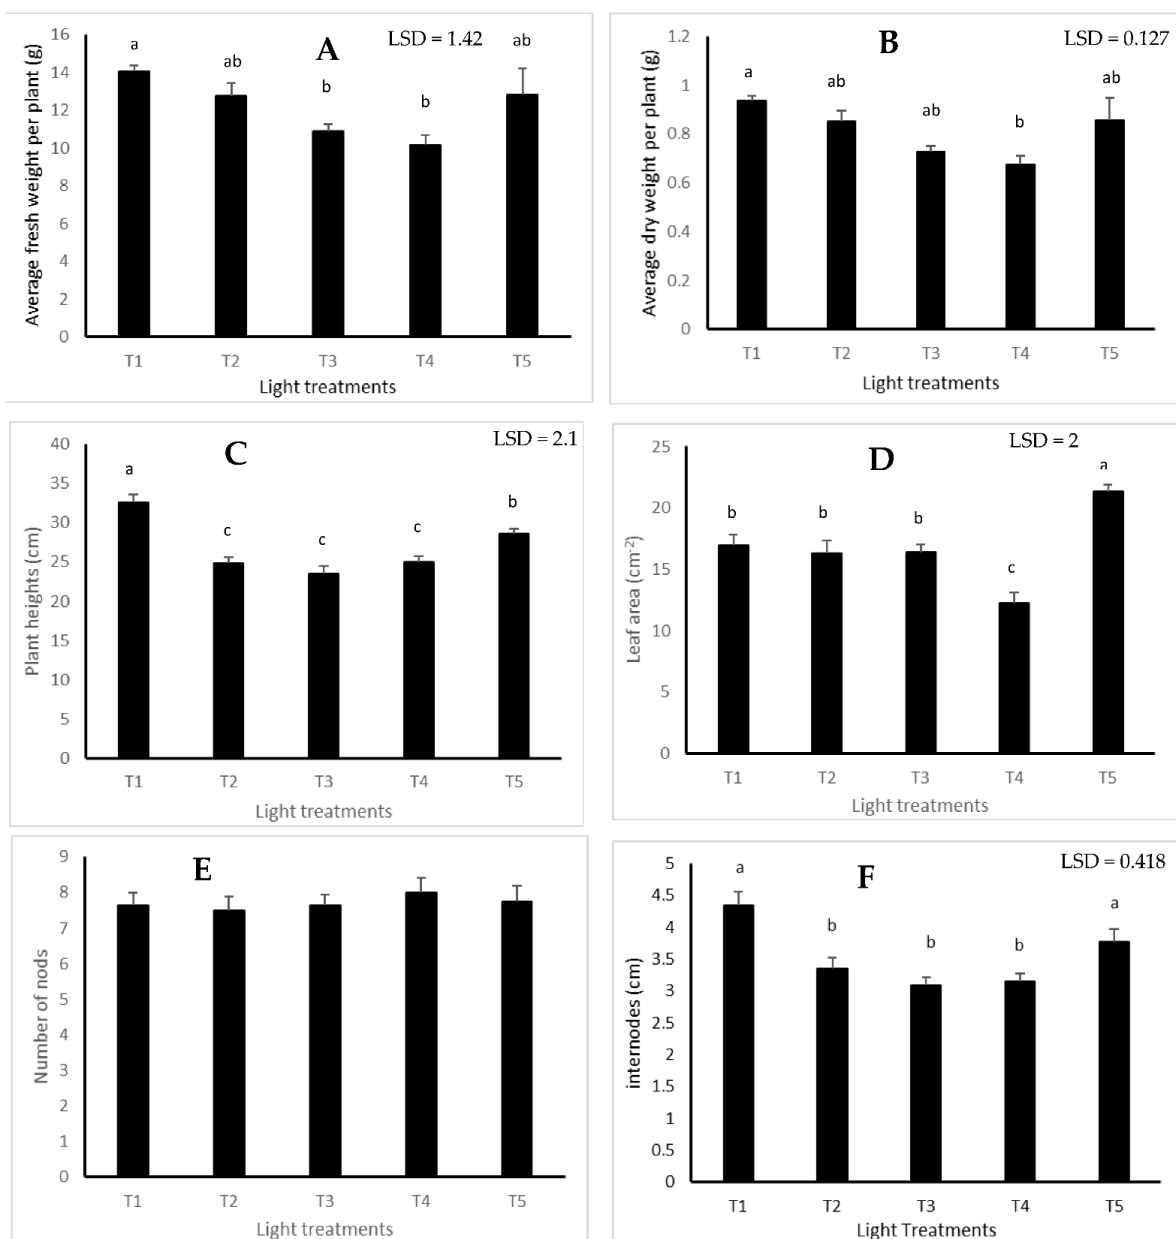 A
LSD = 1.42
Average fresh weight per plant (g)
16
14
12
10
8
6
4
2
0
a
ab
b
b
ab
T1 T2 T3 T4 T5
Light treatments
B
LSD = 0.127
Average dry weight per plant (g)
1.2
1
0.8
0.6
0.4
0.2
0
a
ab
ab
b
ab
T1 T2 T3 T4 T5
Light treatments
C
LSD = 2.1
Plant heights (cm)
40
35
30
25
20
15
10
5
0
a
c
c
c
b
T1 T2 T3 T4 T5
Light treatments
D
LSD = 2
Leaf area (cm-2)
25
20
15
10
5
0
b
b
b
c
a
T1 T2 T3 T4 T5
Light treatments
E
Number of nods
9
8
7
6
5
4
3
2
1
0
T1 T2 T3 T4 T5
Light treatments
F
LSD = 0.418
internodes (cm)
5
4.5
4
3.5
3
2.5
2
1.5
1
0.5
0
a
b
b
b
a
T1 T2 T3 T4 T5
Light Treatments